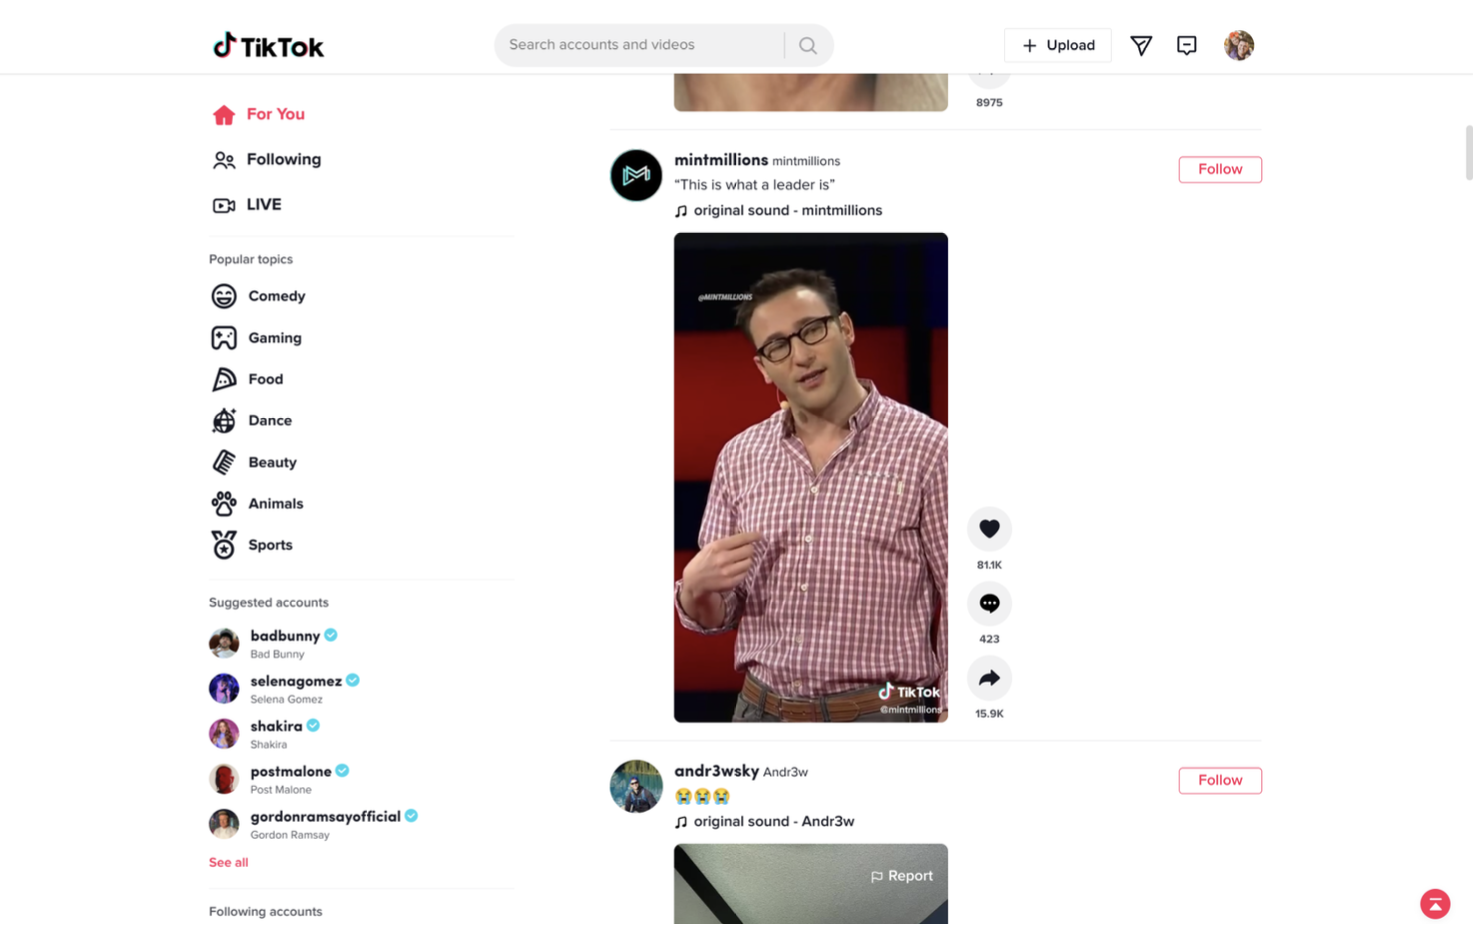 TikTok
Search accounts and videos
Upload
For You
Following
LIVE
Popular topics
Comedy
Gaming
Food
Dance
Beauty
Animals
Sports
Suggested accounts
badbunny
Bad Bunny
selenagomez
Selena Gomez
shakira
Shakira
postmalone
Post Malone
gordonramsayofficial
Gordon Ramsay
See all
Following accounts
8975
mintmillions mintmillions
Follow
“This is what a leader is”
original sound - mintmillions
@MINTMILLIONS
TikTok
@mintmillions
81.1K
423
15.9K
andr3wsky Andr3w
Follow
😭😭😭
original sound - Andr3w
Report